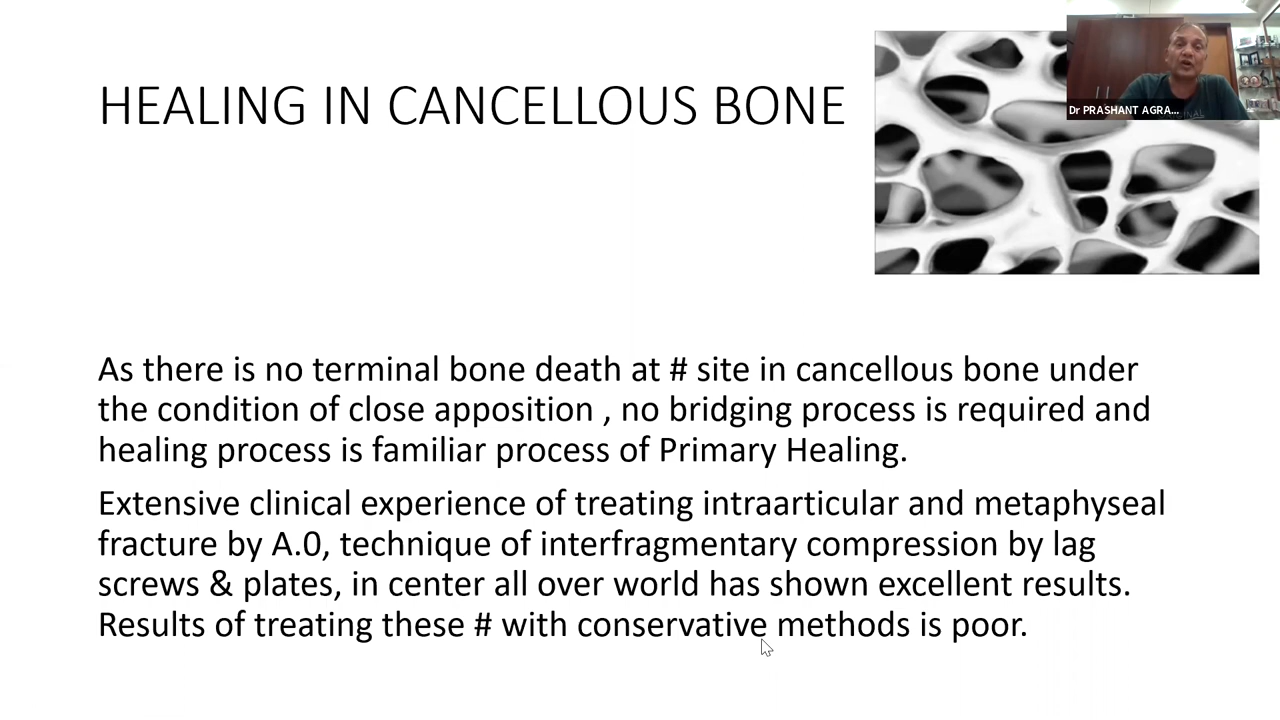 HEALING IN CANCELLOUS BONE
Dr PRASHANT AGRA...
As there is no terminal bone death at # site in cancellous bone under
the condition of close apposition , no bridging process is required and
healing process is familiar process of Primary Healing.
Extensive clinical experience of treating intraarticular and metaphyseal
fracture by A.0, technique of interfragmentary compression by lag
screws & plates, in center all over world has shown excellent results.
Results of treating these # with conservative methods is poor.